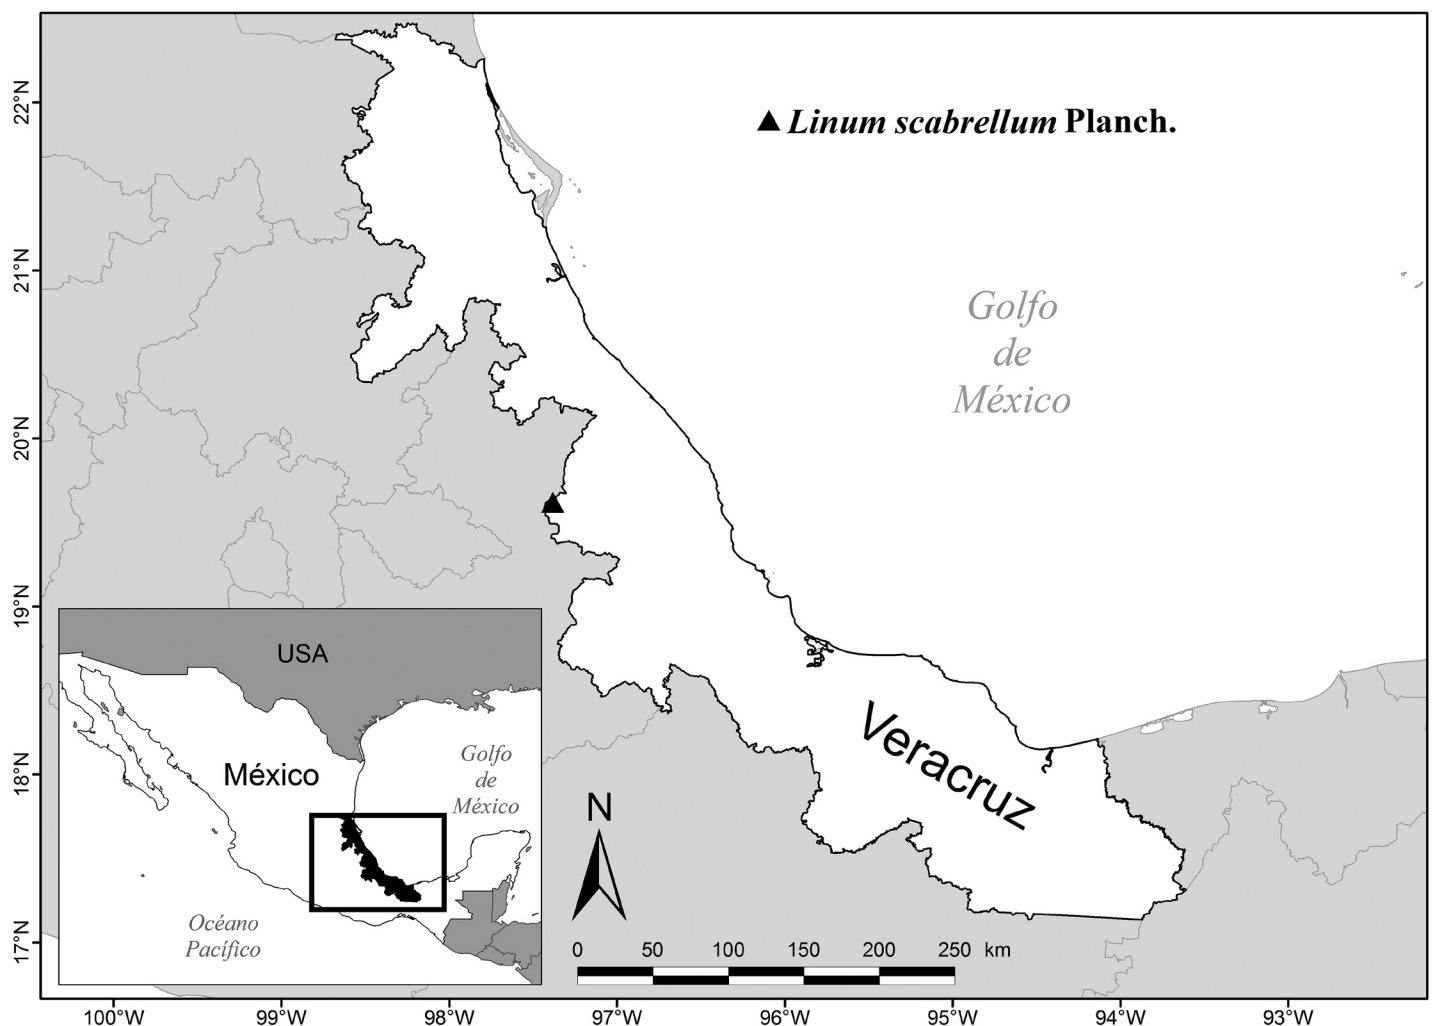 ▲ Linum scabrellum Planch.
22°N
21°N
20°N
19°N
18°N
17°N
Golfo
de
México
Veracruz
USA
México
Golfo
de
México
Océano
Pacífico
N
0 50 100 150 200 250 km
100°W 99°W 98°W 97°W 96°W 95°W 94°W 93°W